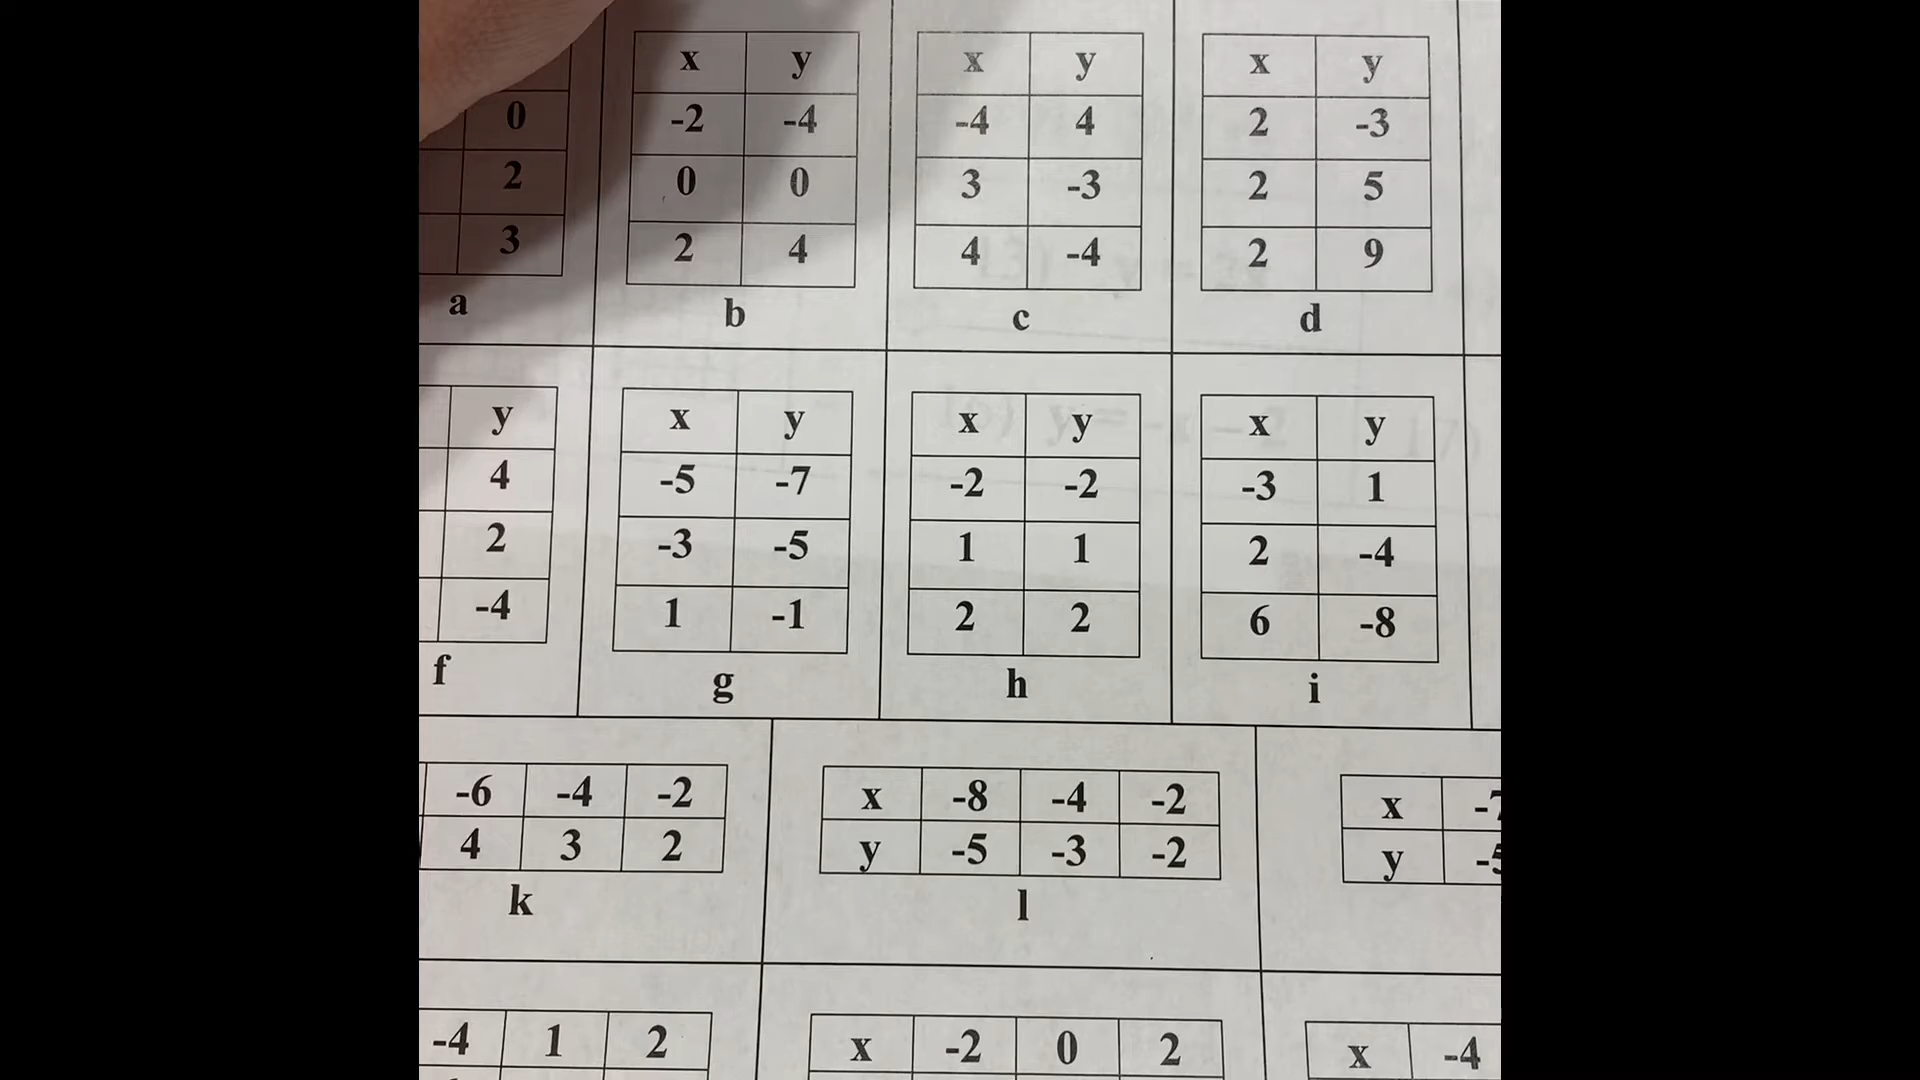 x y
-2 -4
0 0
2 4
b
x y
-4 4
3 -3
4 -4
c
x y
2 -3
2 5
2 9
d
0
2
3
a
y
4
2
-4
f
x y
-5 -7
-3 -5
1 -1
g
x y
-2 -2
1 1
2 2
h
x y
-3 1
2 -4
6 -8
i
-6 -4 -2
4 3 2
k
x -8 -4 -2
y -5 -3 -2
l
x -7
y -5
-4 1 2
x -2 0 2
x -4